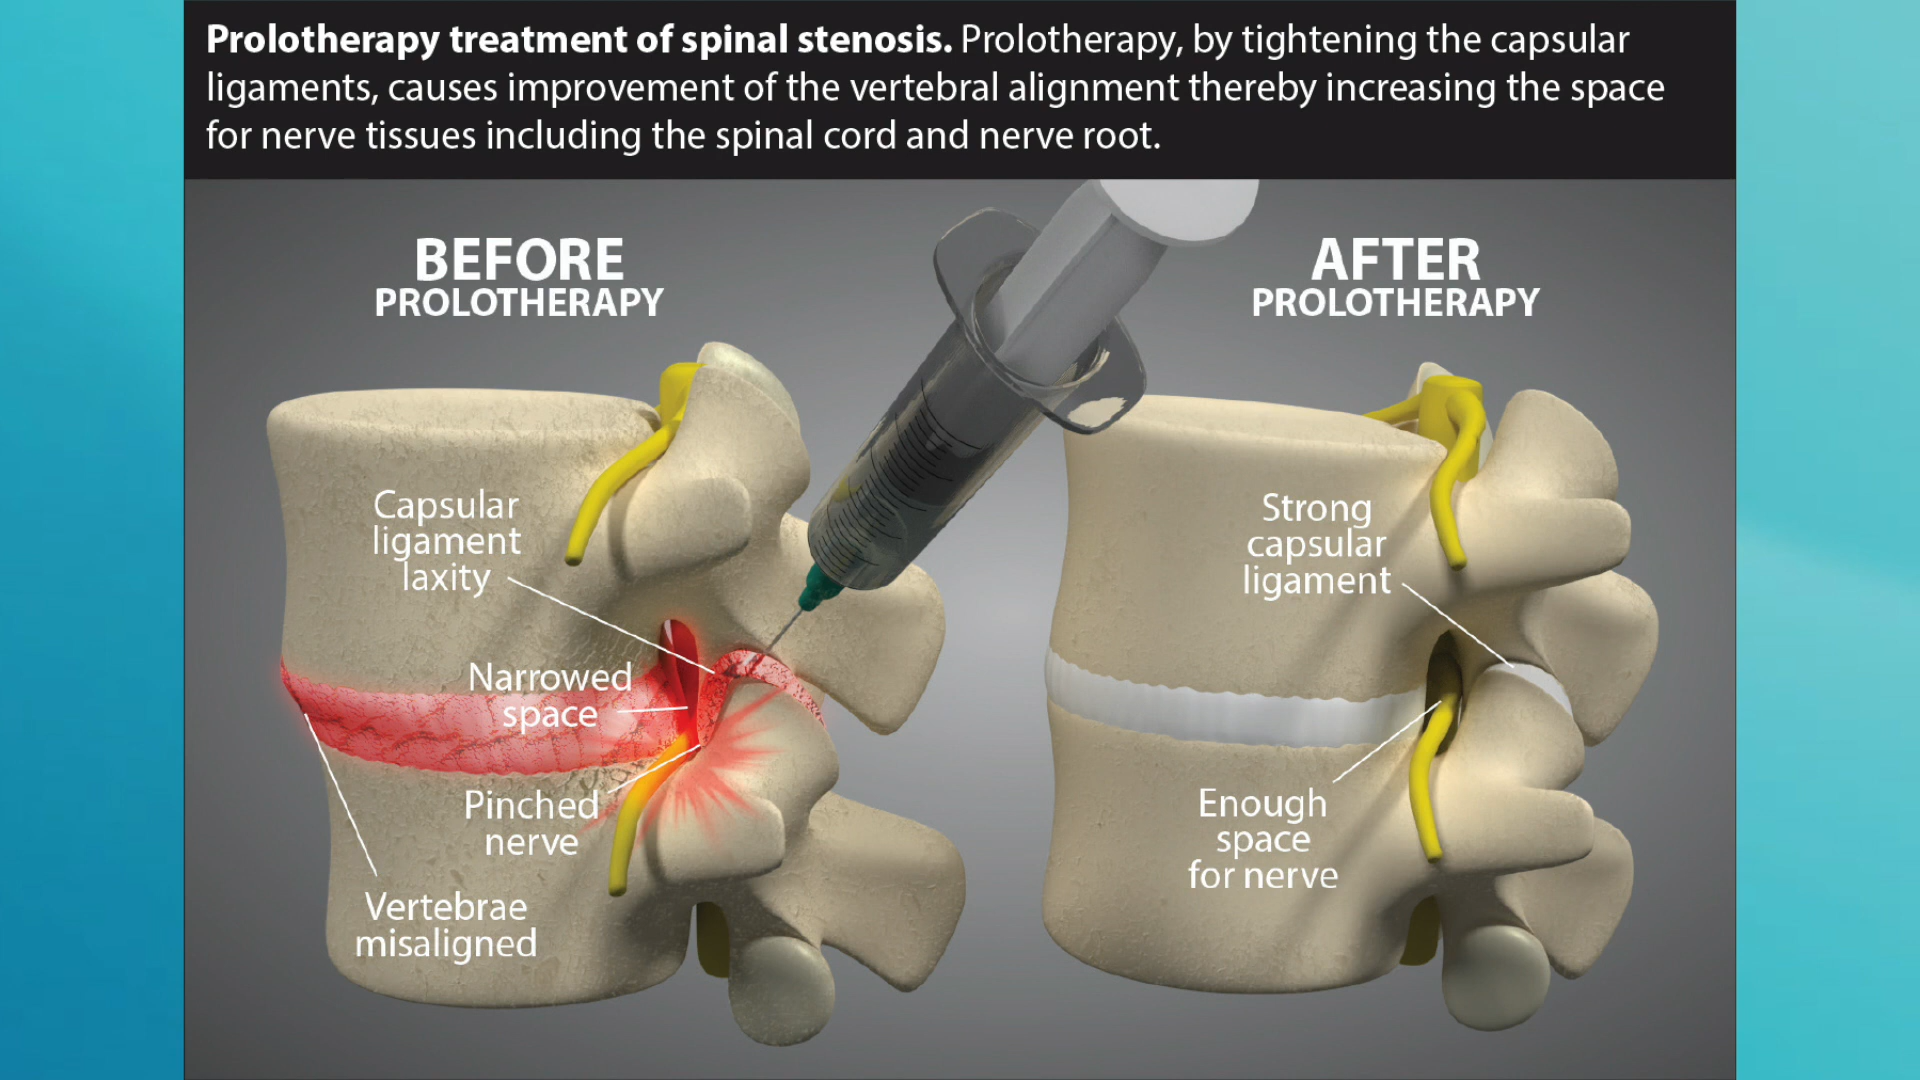 Prolotherapy treatment of spinal stenosis. Prolotherapy, by tightening the capsular
ligaments, causes improvement of the vertebral alignment thereby increasing the space
for nerve tissues including the spinal cord and nerve root.
BEFORE
PROLOTHERAPY
AFTER
PROLOTHERAPY
Capsular
ligament
laxity
Narrowed
space
Pinched
nerve
Vertebrae
misaligned
Strong
capsular
ligament
Enough
space
for nerve